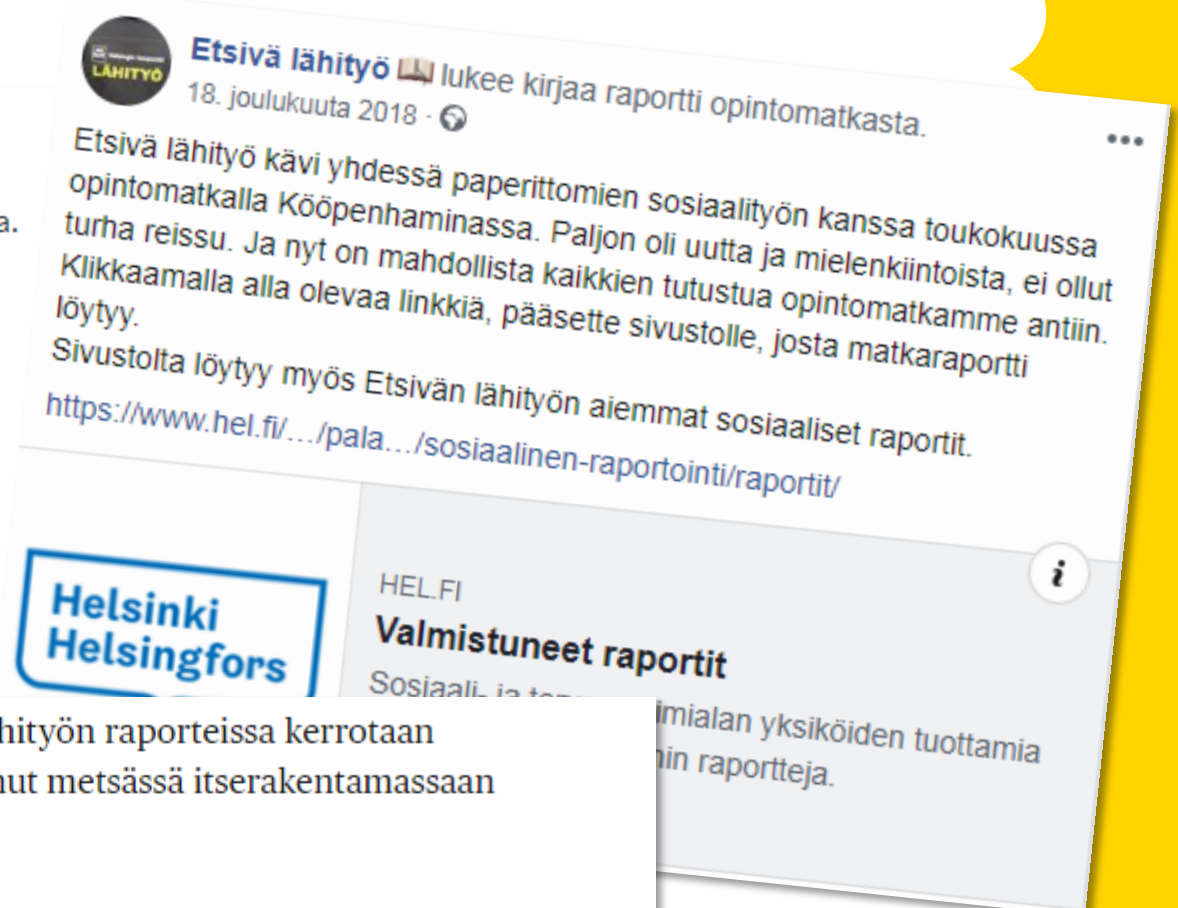 LÄHITYÖ
Etsivä lähityö lukee kirjaa raportti opintomatkasta.
18. joulukuuta 2018 ·
Etsivä lähityö kävi yhdessä paperittomien sosiaalityön kanssa toukokuussa
opintomatkalla Kööpenhaminassa. Paljon oli uutta ja mielenkiintoista, ei ollut
turha reissu. Ja nyt on mahdollista kaikkien tutustua opintomatkamme antiin.
Klikkaamalla alla olevaa linkkiä, pääsette sivustolle, josta matkaraportti
löytyy.
Sivustolta löytyy myös Etsivän lähityön aiemmat sosiaaliset raportit.
https://www.hel.fi/…/pala…/sosiaalinen-raportointi/raportit/
a.
Helsinki
Helsingfors
i
HEL.FI
Valmistuneet raportit
Sosiaali- ja imialan yksiköiden tuottamia
nin raportteja.
hityön raporteissa kerrotaan
nut metsässä itserakentamassaan